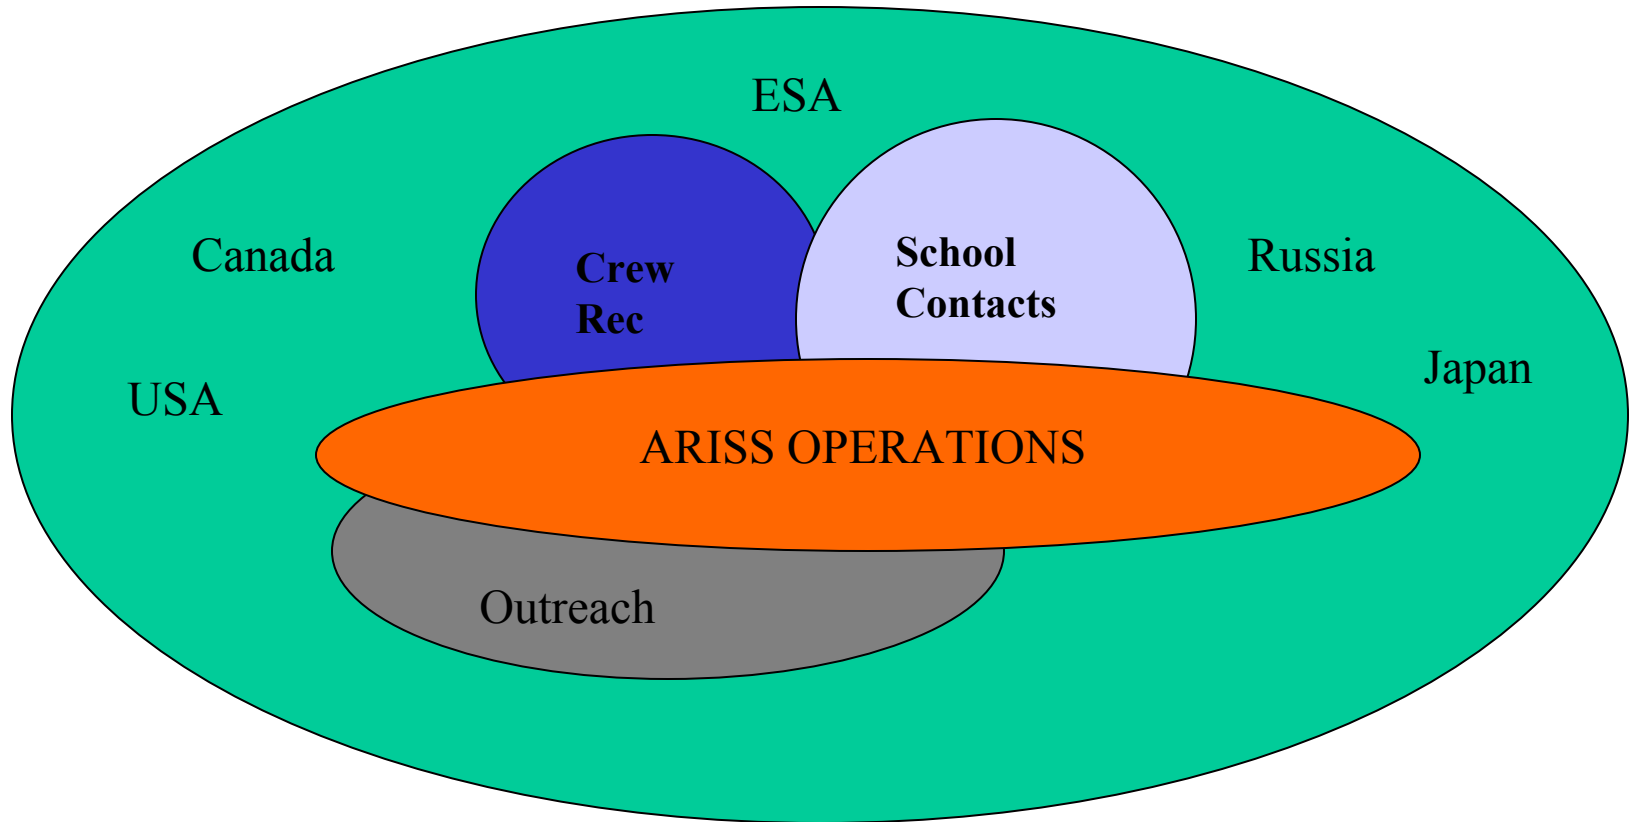 ESA
Canada
Crew
Rec
School
Contacts
Russia
USA
Japan
ARISS OPERATIONS
Outreach